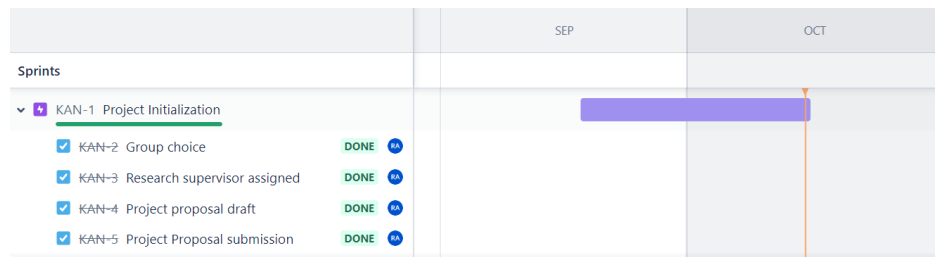 SEP OCT
Sprints
KAN-1 Project Initialization
KAN-2 Group choice DONE RA
KAN-3 Research supervisor assigned DONE RA
KAN-4 Project proposal draft DONE RA
KAN-5 Project Proposal submission DONE RA